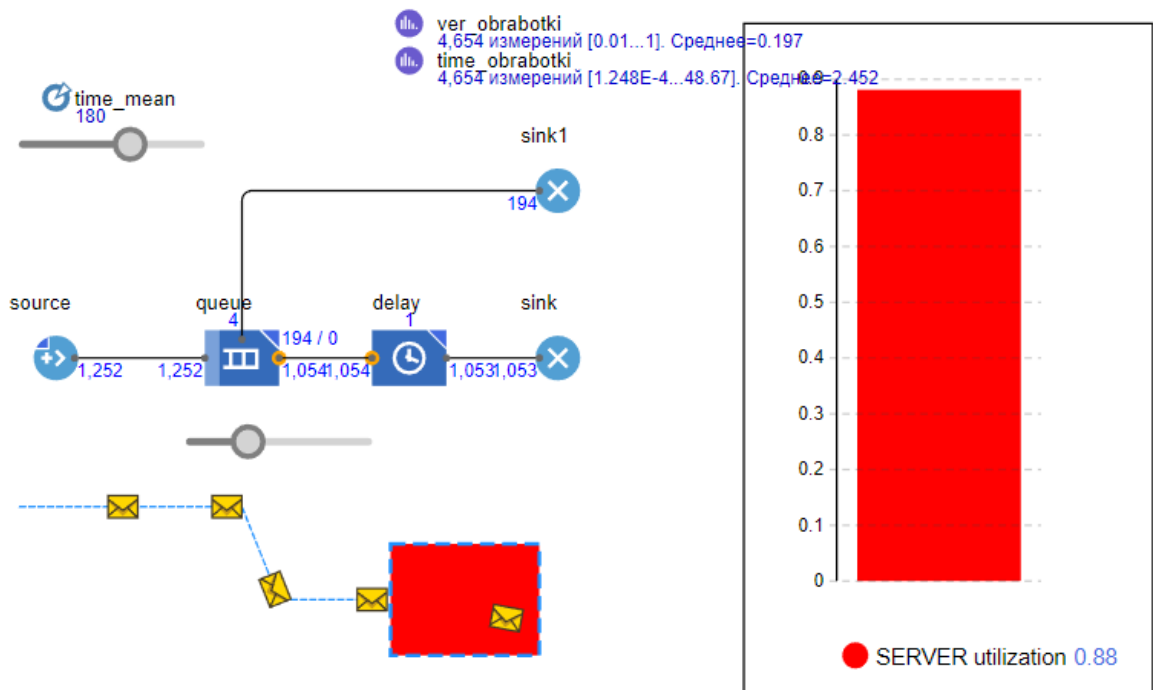 ver_obrabotki
4,654 измерений [0.01...1]. Среднее=0.197
time_obrabotki
4,654 измерений [1.248E-4...48.67]. Среднее=2.452
time_mean
180
sink1
194
source
queue
delay
sink
4
1
194 / 0
1,252
1,252
1,054
1,054
1,053
1,053
0.9
0.8
0.7
0.6
0.5
0.4
0.3
0.2
0.1
0
SERVER utilization 0.88